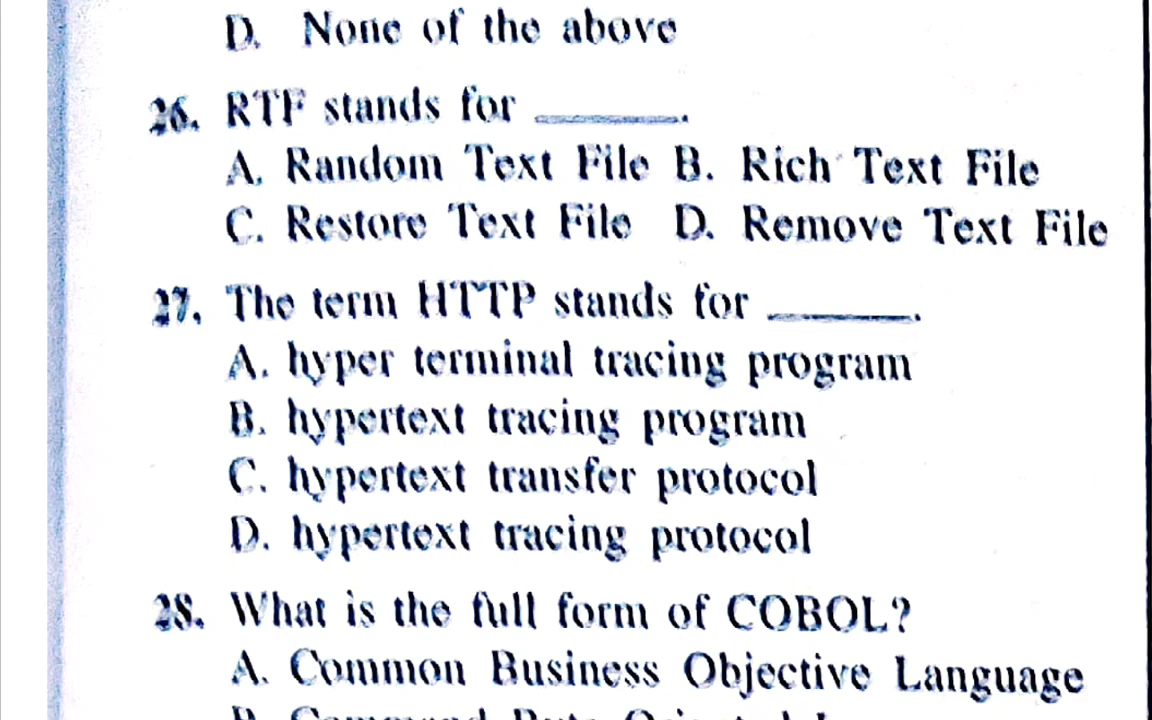 D. None of the above
26. RTF stands for ______.
A. Random Text File B. Rich Text File
C. Restore Text File D. Remove Text File
27. The term HTTP stands for ______.
A. hyper terminal tracing program
B. hypertext tracing program
C. hypertext transfer protocol
D. hypertext tracing protocol
28. What is the full form of COBOL?
A. Common Business Objective Language